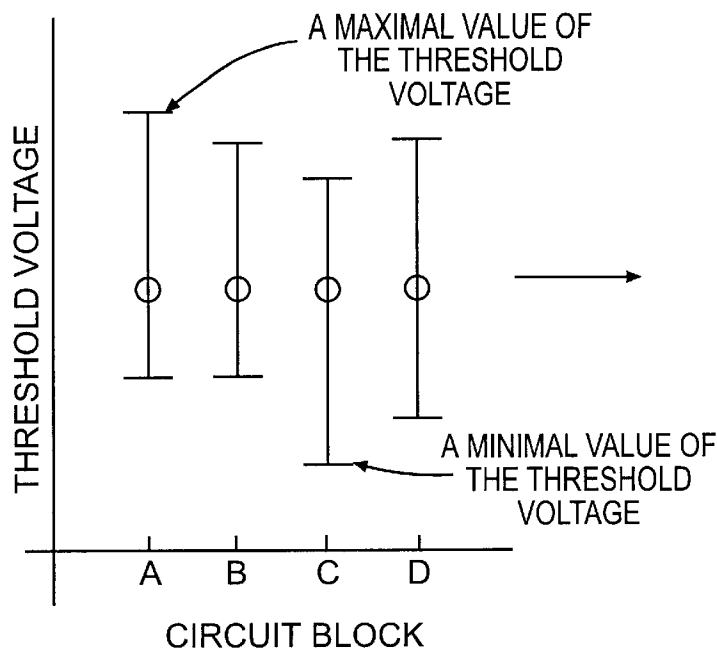 A MAXIMAL VALUE OF
THE THRESHOLD
VOLTAGE
THRESHOLD VOLTAGE
A MINIMAL VALUE OF
THE THRESHOLD
VOLTAGE
A B C D
CIRCUIT BLOCK